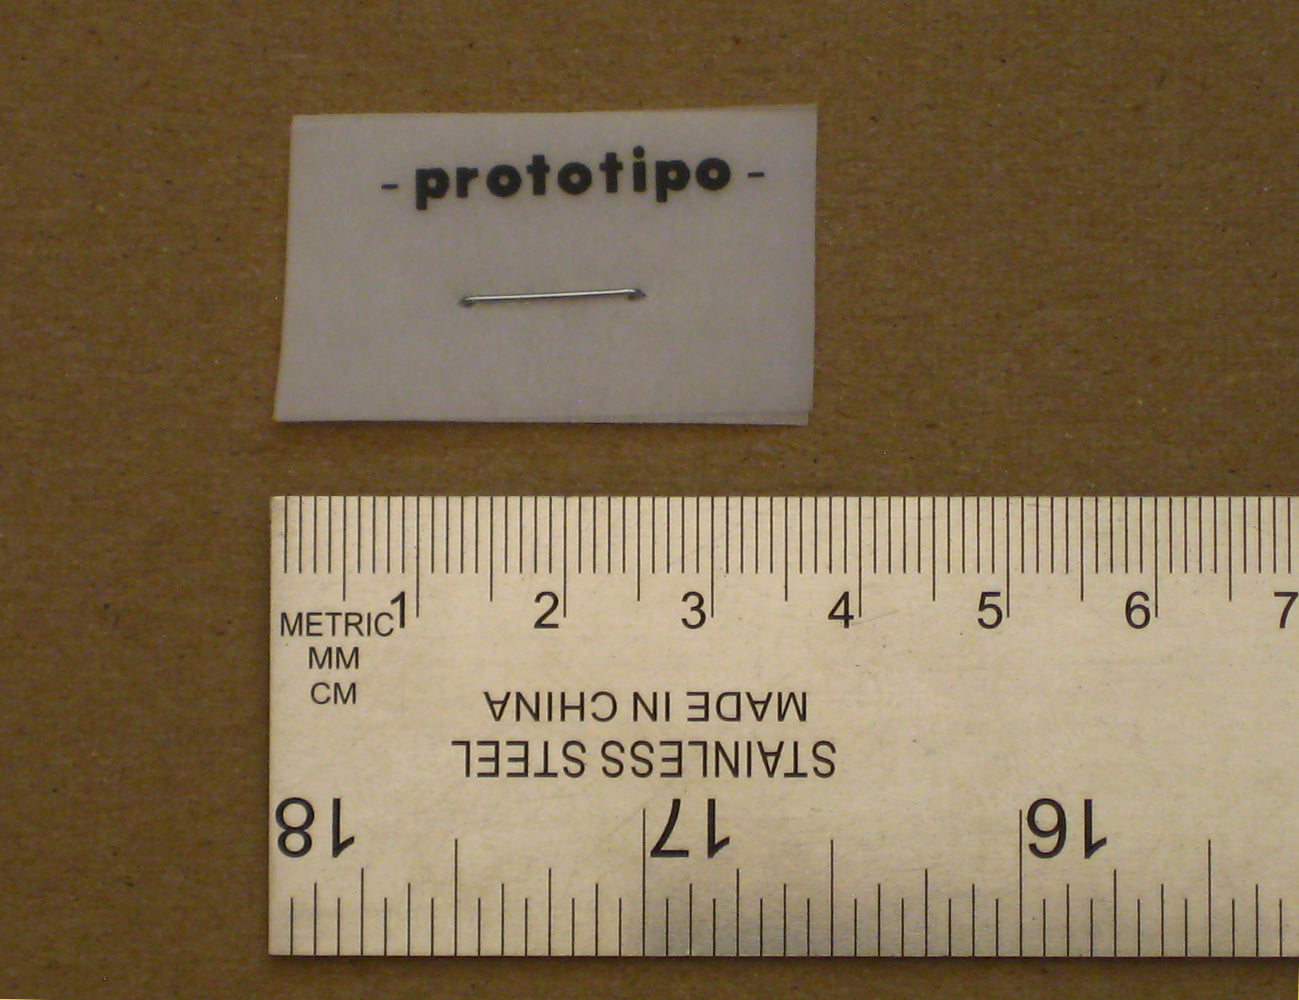 - prototipo -
1 2 3 4 5 6 7
METRIC
MM
CM
MADE IN CHINA
STAINLESS STEEL
18 17 16